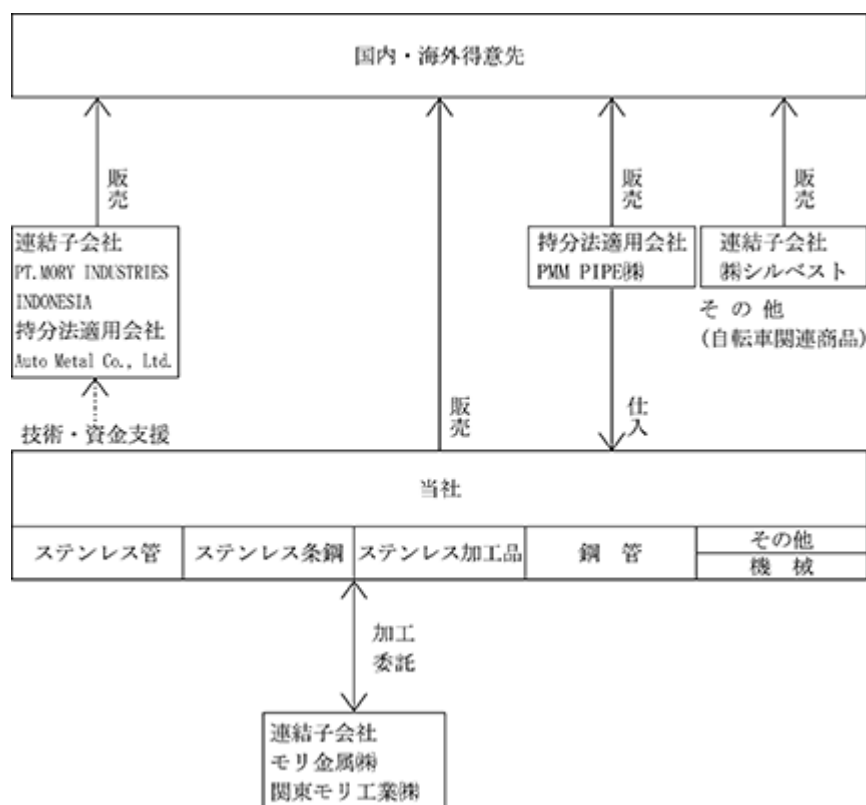 国内・海外得意先
販売
販売
販売
連結子会社
PT.MORY INDUSTRIES
INDONESIA
持分法適用会社
Auto Metal Co., Ltd.
持分法適用会社
PMM PIPE㈱
連結子会社
㈱シルベスト
その他
(自転車関連商品)
技術・資金支援
販売
仕入
当社
ステンレス管
ステンレス条鋼
ステンレス加工品
鋼 管
その他
機 械
加工
委託
連結子会社
モリ金属㈱
関東モリ工業㈱